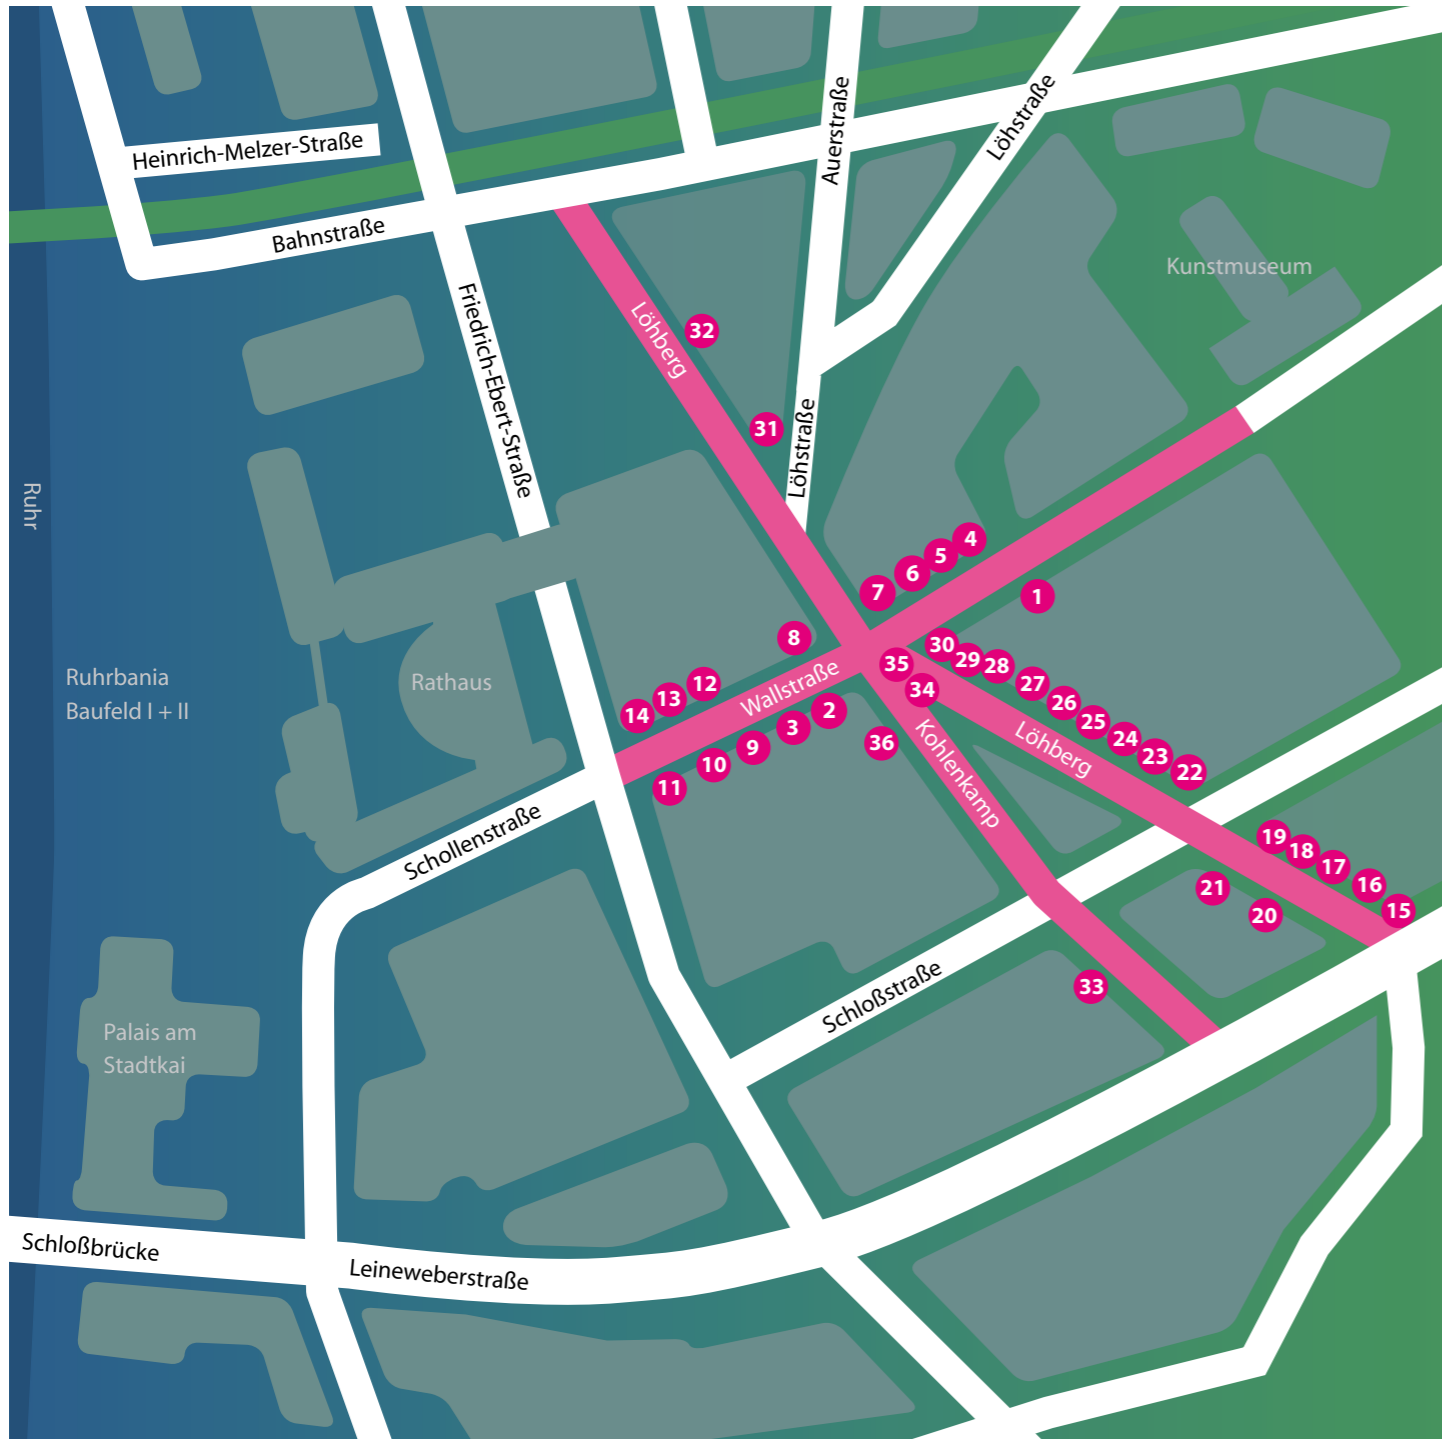 Heinrich-Melzer-Straße
Auerstraße
Löhstraße
Bahnstraße
Kunstmuseum
Friedrich-Ebert-Straße
Löhberg
32
31
Löhstraße
Ruhr
4
5
6
7
1
8
30
29
28
35
34
27
26
25
24
23
22
Ruhrbania
Baufeld I + II
Rathaus
12
13
14
Wallstraße
2
3
9
10
11
36
Kohlenkamp
Löhberg
19
18
17
16
15
21
20
Schollenstraße
Schloßstraße
33
Palais am
Stadtkai
Schloßbrücke
Leineweberstraße